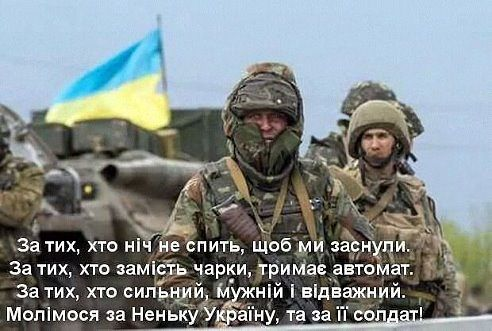 За тих, хто ніч не спить, щоб ми заснули.
За тих, хто замість чарки, тримає автомат.
За тих, хто сильний, мужній і відважний.
Молімося за Неньку Україну, та за її солдат!